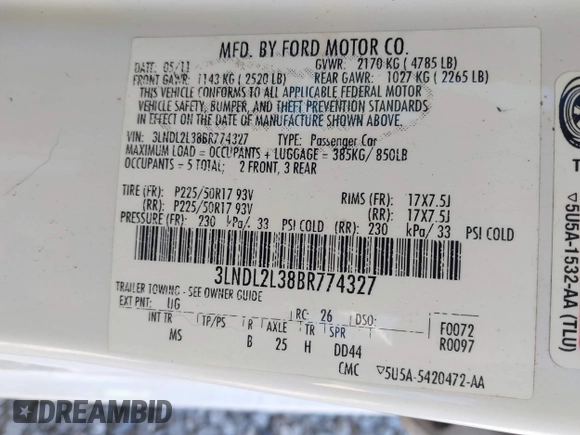 MFD. BY FORD MOTOR CO.
DATE: 05/11 GVWR: 2170 KG ( 4785 LB)
FRONT GAWR: 1143 KG ( 2520 LB) REAR GAWR: 1027 KG ( 2265 LB)
THIS VEHICLE CONFORMS TO ALL APPLICABLE FEDERAL MOTOR
VEHICLE SAFETY, BUMPER, AND THEFT PREVENTION STANDARDS
IN EFFECT ON THE DATE OF MANUFACTURE SHOWN ABOVE.
VIN: 3LNDL2L38BR774327 TYPE: Passenger Car
MAXIMUM LOAD = OCCUPANTS + LUGGAGE = 385KG/ 850LB
OCCUPANTS = 5 TOTAL: 2 FRONT, 3 REAR
TIRE (FR): P225/50R17 93V RIMS (FR): 17X7.5J
(RR): P225/50R17 93V (RR): 17X7.5J
PRESSURE (FR): 230 kPa/ 33 PSI COLD (RR): 230 kPa/ 33 PSI COLD
3LNDL2L38BR774327
TRAILER TOWING - SEE OWNER GUIDE
EXT PNT: UG RC: 26 DSO: F0072
INT TR TP/PS R AXLE TR SPR R0097
MS B 25 H DD44
CMC ▽5U5A-5420472-AA
▽5U5A-1532-AA (TLU)
DREAMBID